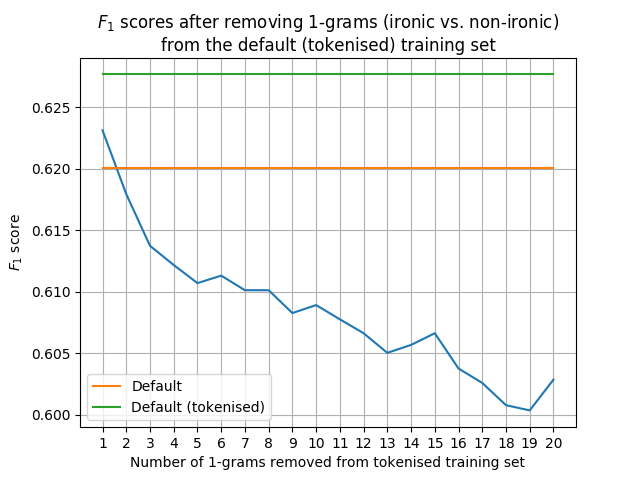 F₁ scores after removing 1-grams (ironic vs. non-ironic)
from the default (tokenised) training set
0.625
0.620
0.615
0.610
0.605
0.600
F₁ score
Default
Default (tokenised)
1 2 3 4 5 6 7 8 9 10 11 12 13 14 15 16 17 18 19 20
Number of 1-grams removed from tokenised training set